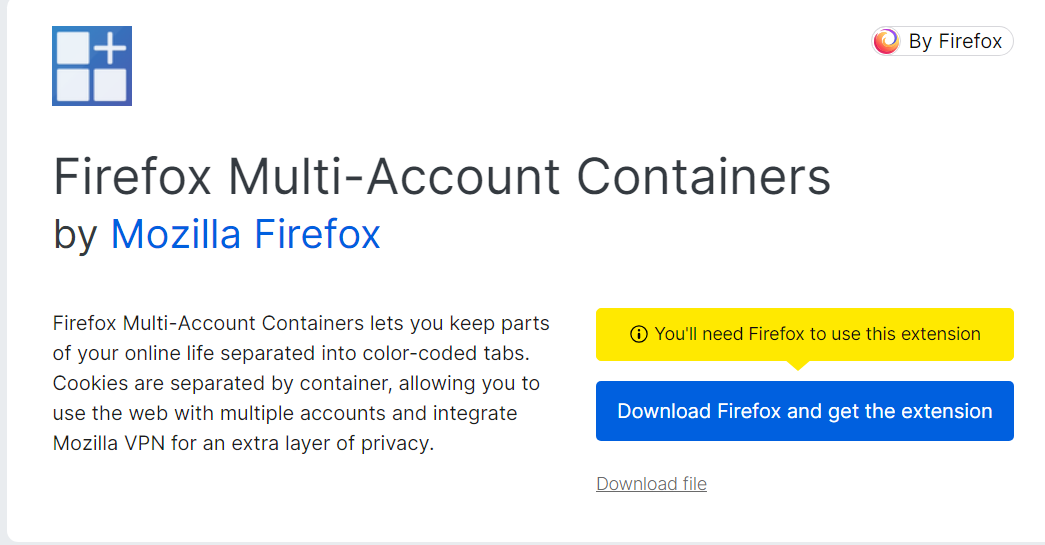 By Firefox
Firefox Multi-Account Containers
by Mozilla Firefox
Firefox Multi-Account Containers lets you keep parts
of your online life separated into color-coded tabs.
Cookies are separated by container, allowing you to
use the web with multiple accounts and integrate
Mozilla VPN for an extra layer of privacy.
You'll need Firefox to use this extension
Download Firefox and get the extension
Download file